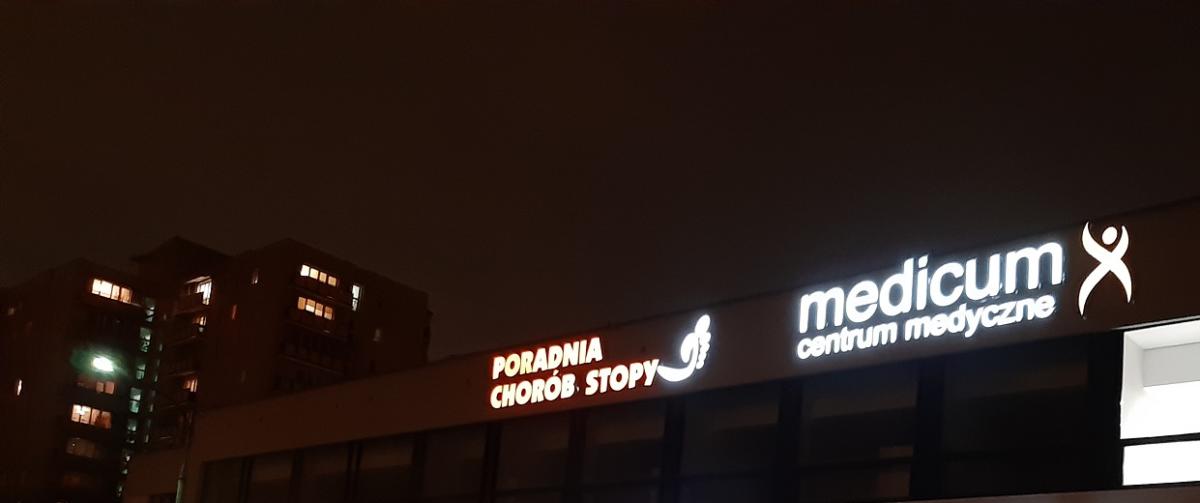 PORADNIA
CHORÓB STOPY
medicum
centrum medyczne